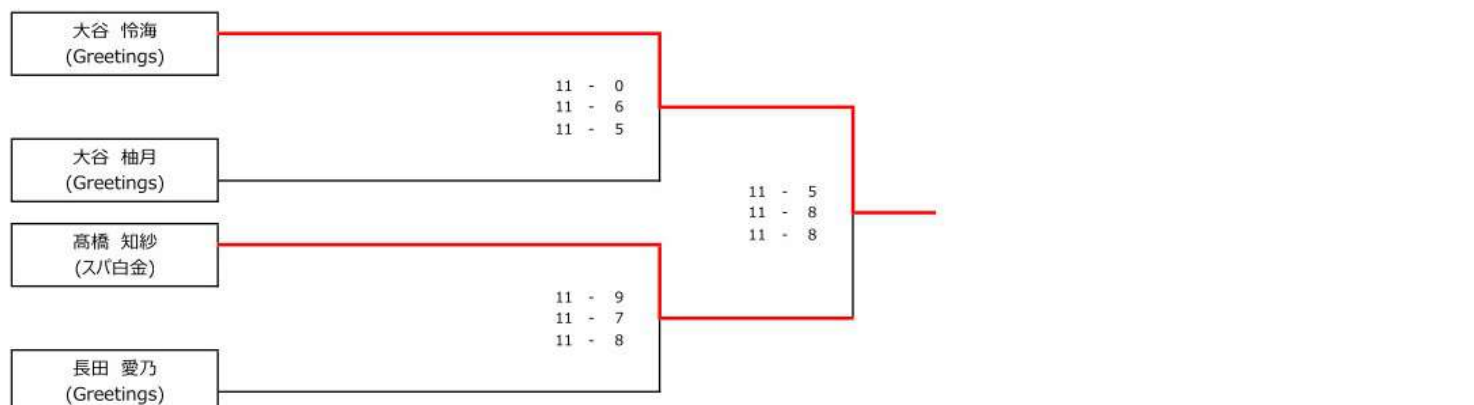 大谷 怜海
(Greetings)
11 - 0
11 - 6
11 - 5
大谷 柚月
(Greetings)
11 - 5
11 - 8
11 - 8
髙橋 知紗
(スパ白金)
11 - 9
11 - 7
11 - 8
長田 愛乃
(Greetings)